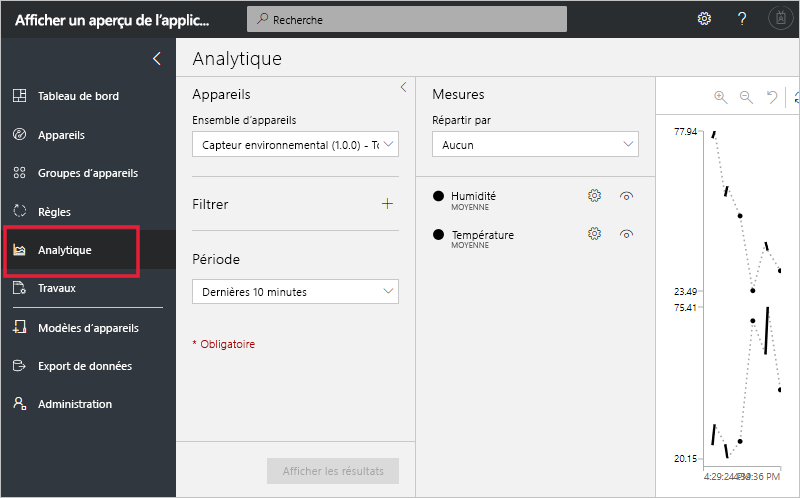 Afficher un aperçu de l’applic...
Recherche
?
Analytique
Tableau de bord
Appareils
Groupes d’appareils
Règles
Analytique
Travaux
Modèles d’appareils
Export de données
Administration
Appareils
Ensemble d’appareils
Capteur environnemental (1.0.0) - To
Filtrer
Période
Dernières 10 minutes
* Obligatoire
Afficher les résultats
Mesures
Répartir par
Aucun
Humidité
MOYENNE
Température
MOYENNE
77.94
23.49
75.41
20.15
4:29:24 PM
4:39:36 PM